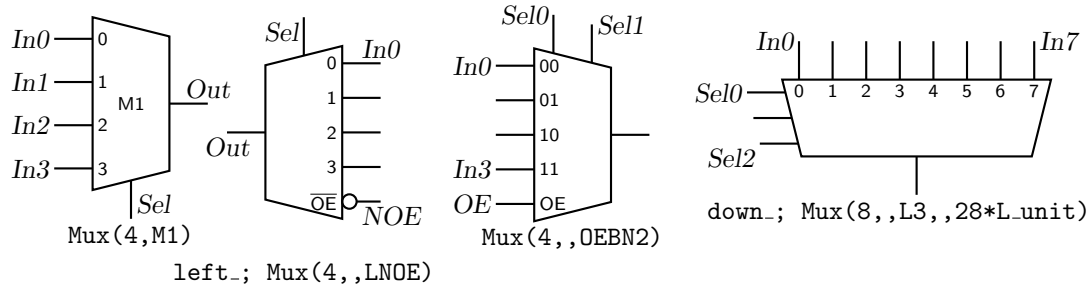 In0
In1
In2
In3
0
1
2
3
M1
Out
Sel
Mux(4,M1)
Sel
In0
0
1
2
3
OE
NOE
Out
left_; Mux(4,,LNOE)
Sel0
Sel1
In0
In3
OE
00
01
10
11
OE
Mux(4,,OEBN2)
In0
In7
Sel0
Sel2
0 1 2 3 4 5 6 7
down_; Mux(8,,L3,,28*L_unit)